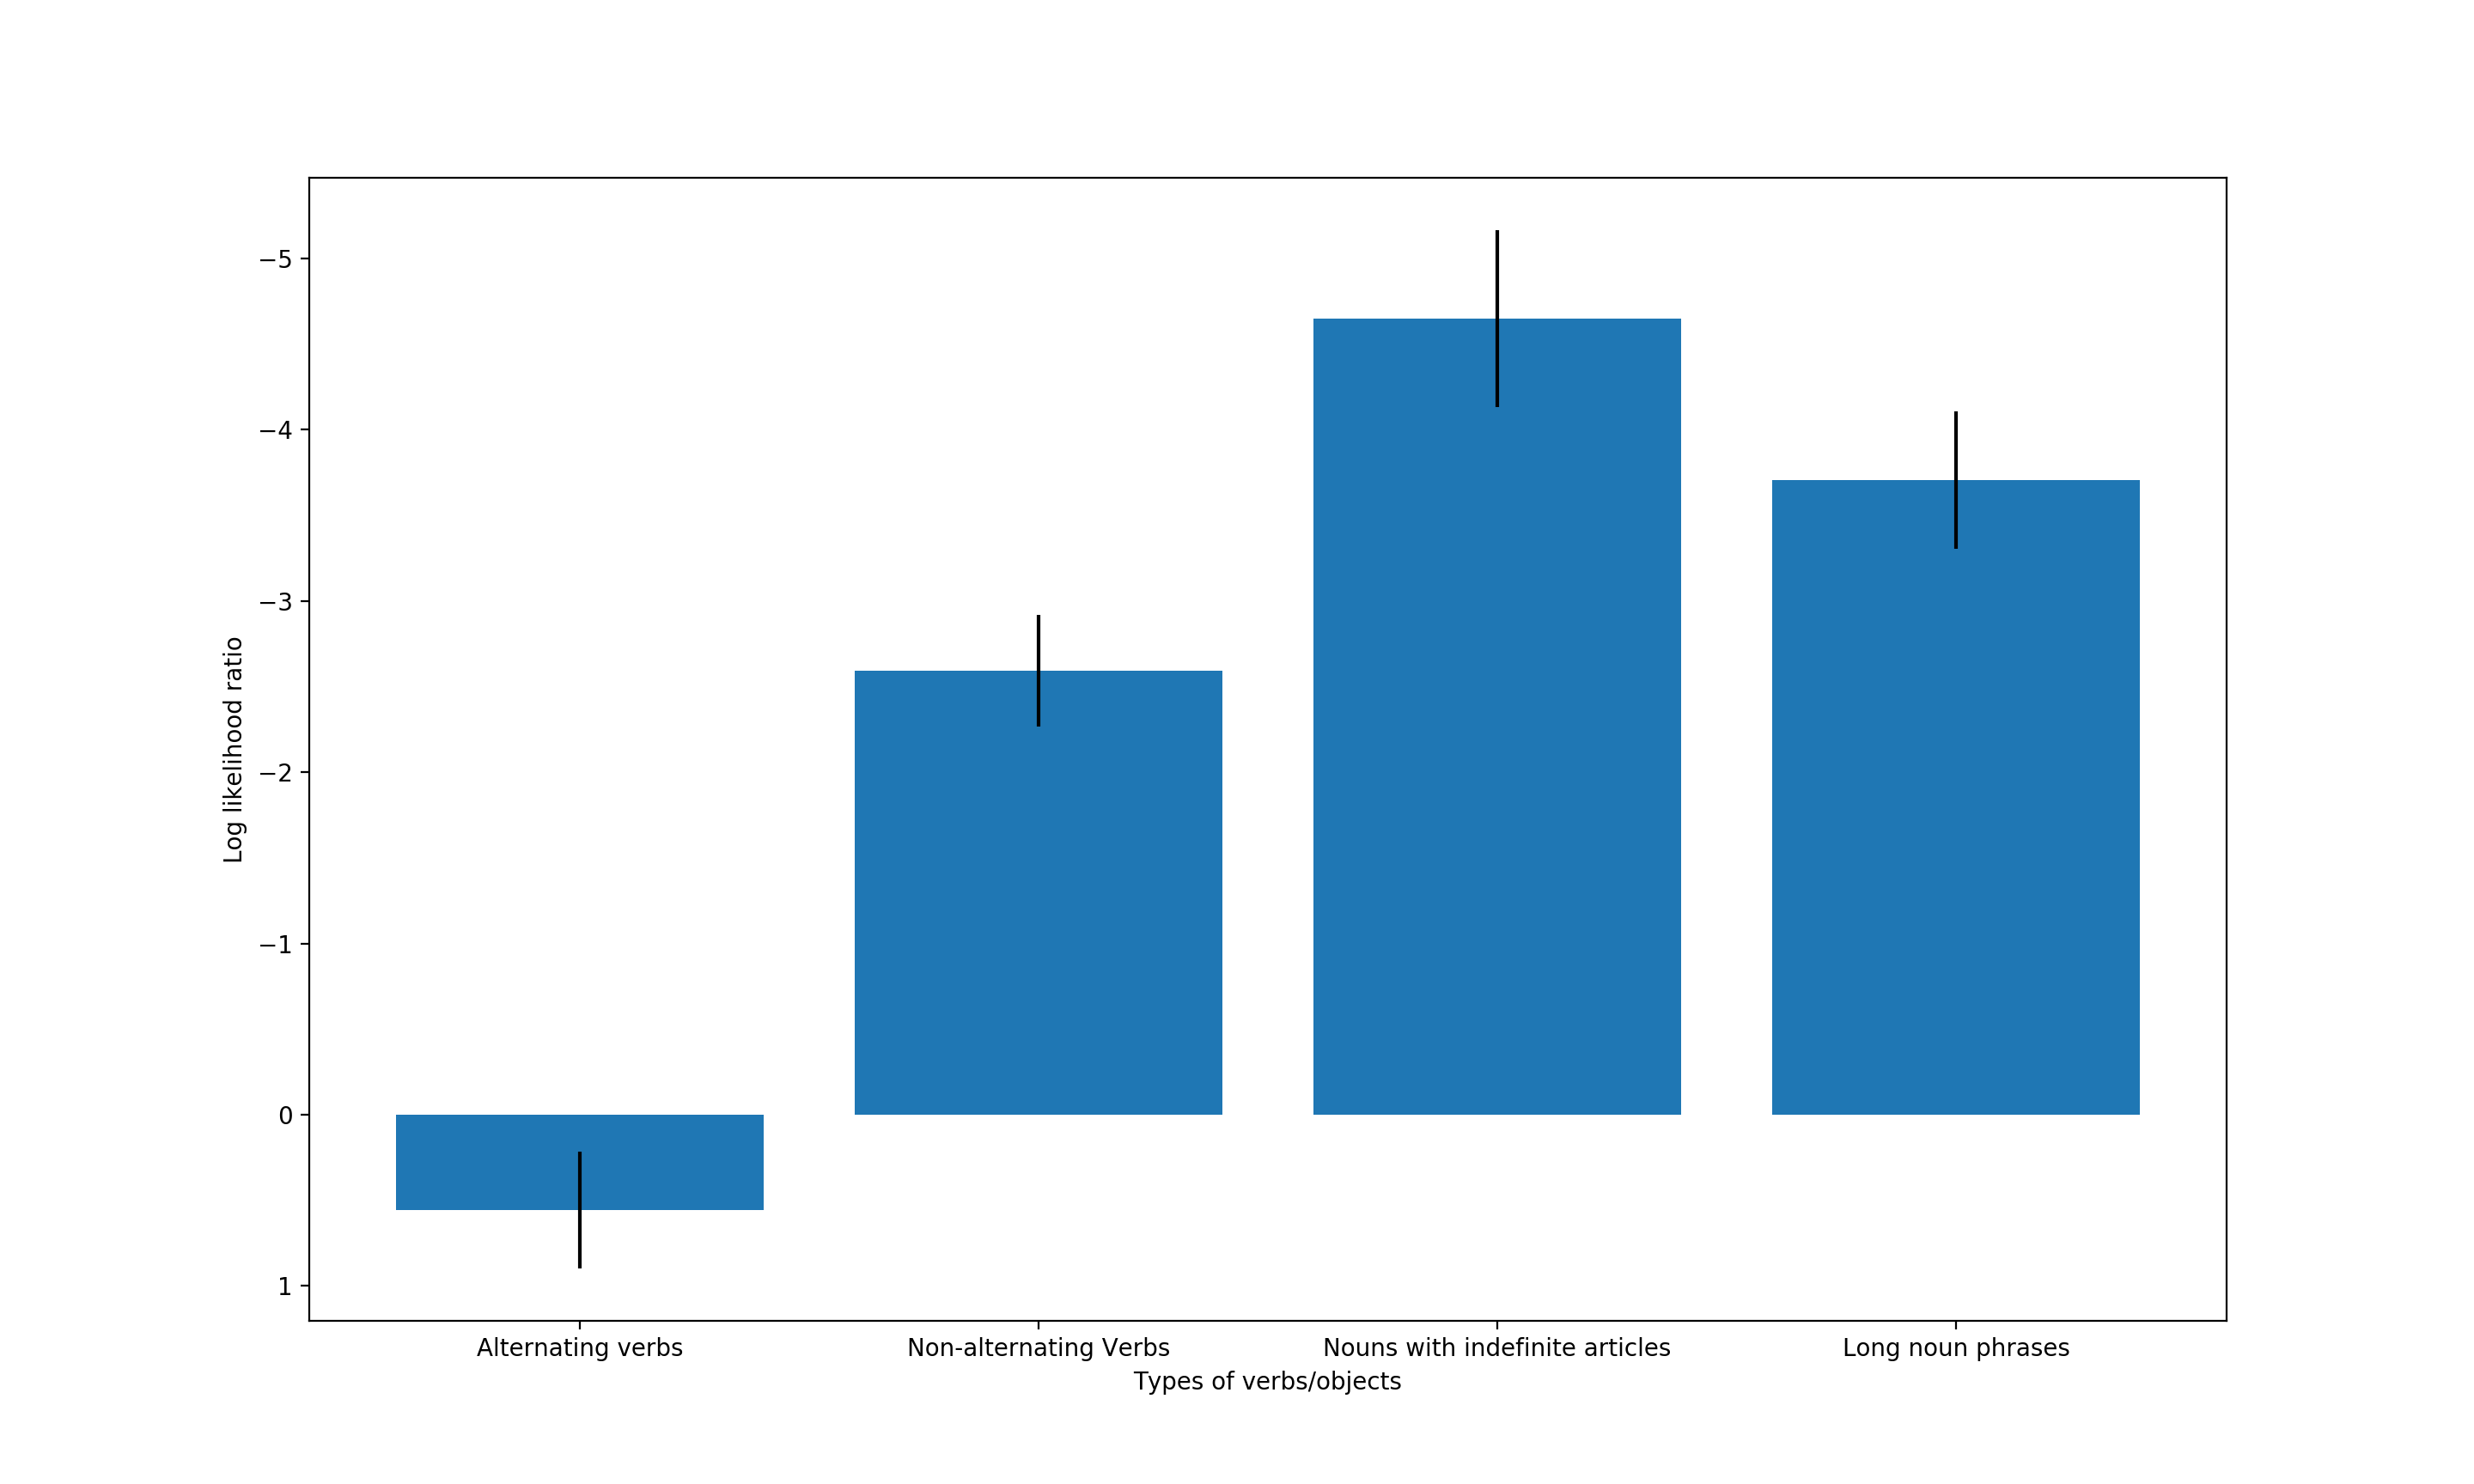 −5
−4
−3
−2
−1
0
1
Log likelihood ratio
Alternating verbs
Non-alternating Verbs
Nouns with indefinite articles
Long noun phrases
Types of verbs/objects